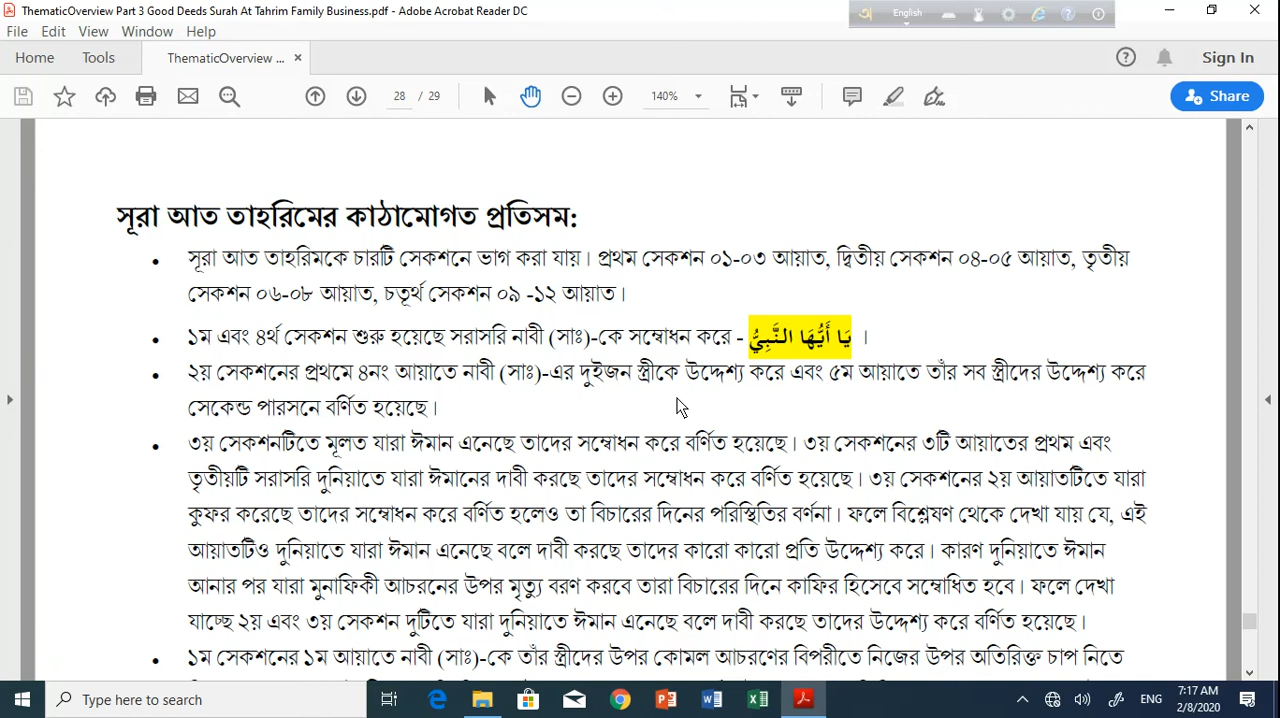 ThematicOverview Part 3 Good Deeds Surah At Tahrim Family Business.pdf - Adobe Acrobat Reader DC
English
File Edit View Window Help
Home Tools ThematicOverview ... × Sign In
28 / 29 140% Share
সূরা আত তাহরিমের কাঠামোগত প্রতিসম:
• সূরা আত তাহরিমকে চারটি সেকশনে ভাগ করা যায়। প্রথম সেকশন ০১-০৩ আয়াত, দ্বিতীয় সেকশন ০৪-০৫ আয়াত, তৃতীয়
সেকশন ০৬-০৮ আয়াত, চতূর্থ সেকশন ০৯ -১২ আয়াত।
• ১ম এবং ৪র্থ সেকশন শুরু হয়েছে সরাসরি নাবী (সাঃ)-কে সম্বোধন করে - يَا أَيُّهَا النَّبِيُّ ।
• ২য় সেকশনের প্রথমে ৪নং আয়াতে নাবী (সাঃ)-এর দুইজন স্ত্রীকে উদ্দেশ্য করে এবং ৫ম আয়াতে তাঁর সব স্ত্রীদের উদ্দেশ্য করে
সেকেন্ড পারসনে বর্ণিত হয়েছে।
• ৩য় সেকশনটিতে মূলত যারা ঈমান এনেছে তাদের সম্বোধন করে বর্ণিত হয়েছে। ৩য় সেকশনের ৩টি আয়াতের প্রথম এবং
তৃতীয়টি সরাসরি দুনিয়াতে যারা ঈমানের দাবী করছে তাদের সম্বোধন করে বর্ণিত হয়েছে। ৩য় সেকশনের ২য় আয়াতটিতে যারা
কুফর করেছে তাদের সম্বোধন করে বর্ণিত হলেও তা বিচারের দিনের পরিস্থিতির বর্ণনা। ফলে বিশ্লেষণ থেকে দেখা যায় যে, এই
আয়াতটিও দুনিয়াতে যারা ঈমান এনেছে বলে দাবী করছে তাদের কারো কারো প্রতি উদ্দেশ্য করে। কারণ দুনিয়াতে ঈমান
আনার পর যারা মুনাফিকী আচরনের উপর মৃত্যু বরণ করবে তারা বিচারের দিনে কাফির হিসেবে সম্বোধিত হবে। ফলে দেখা
যাচ্ছে ২য় এবং ৩য় সেকশন দুটিতে যারা দুনিয়াতে ঈমান এনেছে বলে দাবী করছে তাদের উদ্দেশ্য করে বর্ণিত হয়েছে।
• ১ম সেকশনের ১ম আয়াতে নাবী (সাঃ)-কে তাঁর স্ত্রীদের উপর কোমল আচরণের বিপরীতে নিজের উপর অতিরিক্ত চাপ নিতে
Type here to search ENG 7:17 AM
2/8/2020